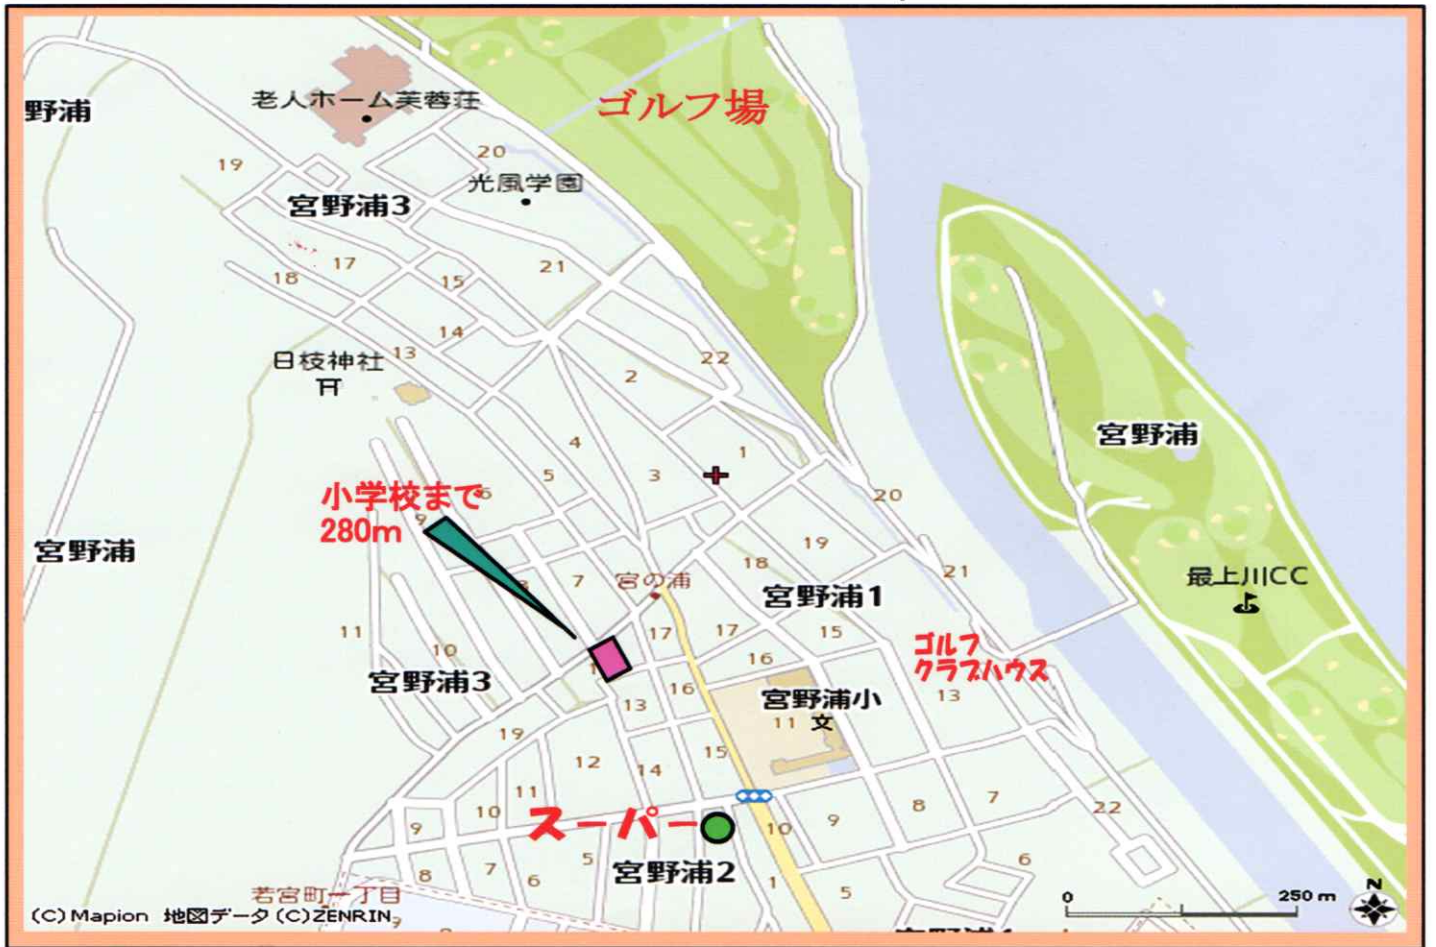 ゴルフ場
老人ホーム芙蓉荘
野浦
20
19
光風学園
宮野浦3
17
21
18
15
14
22
日枝神社
13
2
宮野浦
4
1
3
5
小学校まで
6
280m
9
20
宮野浦
19
18
21
最上川CC
7
宮の浦
宮野浦1
11
17
17
15
ゴルフ
クラブハウス
10
16
宮野浦3
16
宮野浦小
13
13
11
文
19
15
12
14
11
7
22
8
10
スーパー
9
10
9
宮野浦2
5
6
7
8
6
1
5
若宮町一丁目
0
250 m
N
(C)Mapion 地図データ(C)ZENRIN